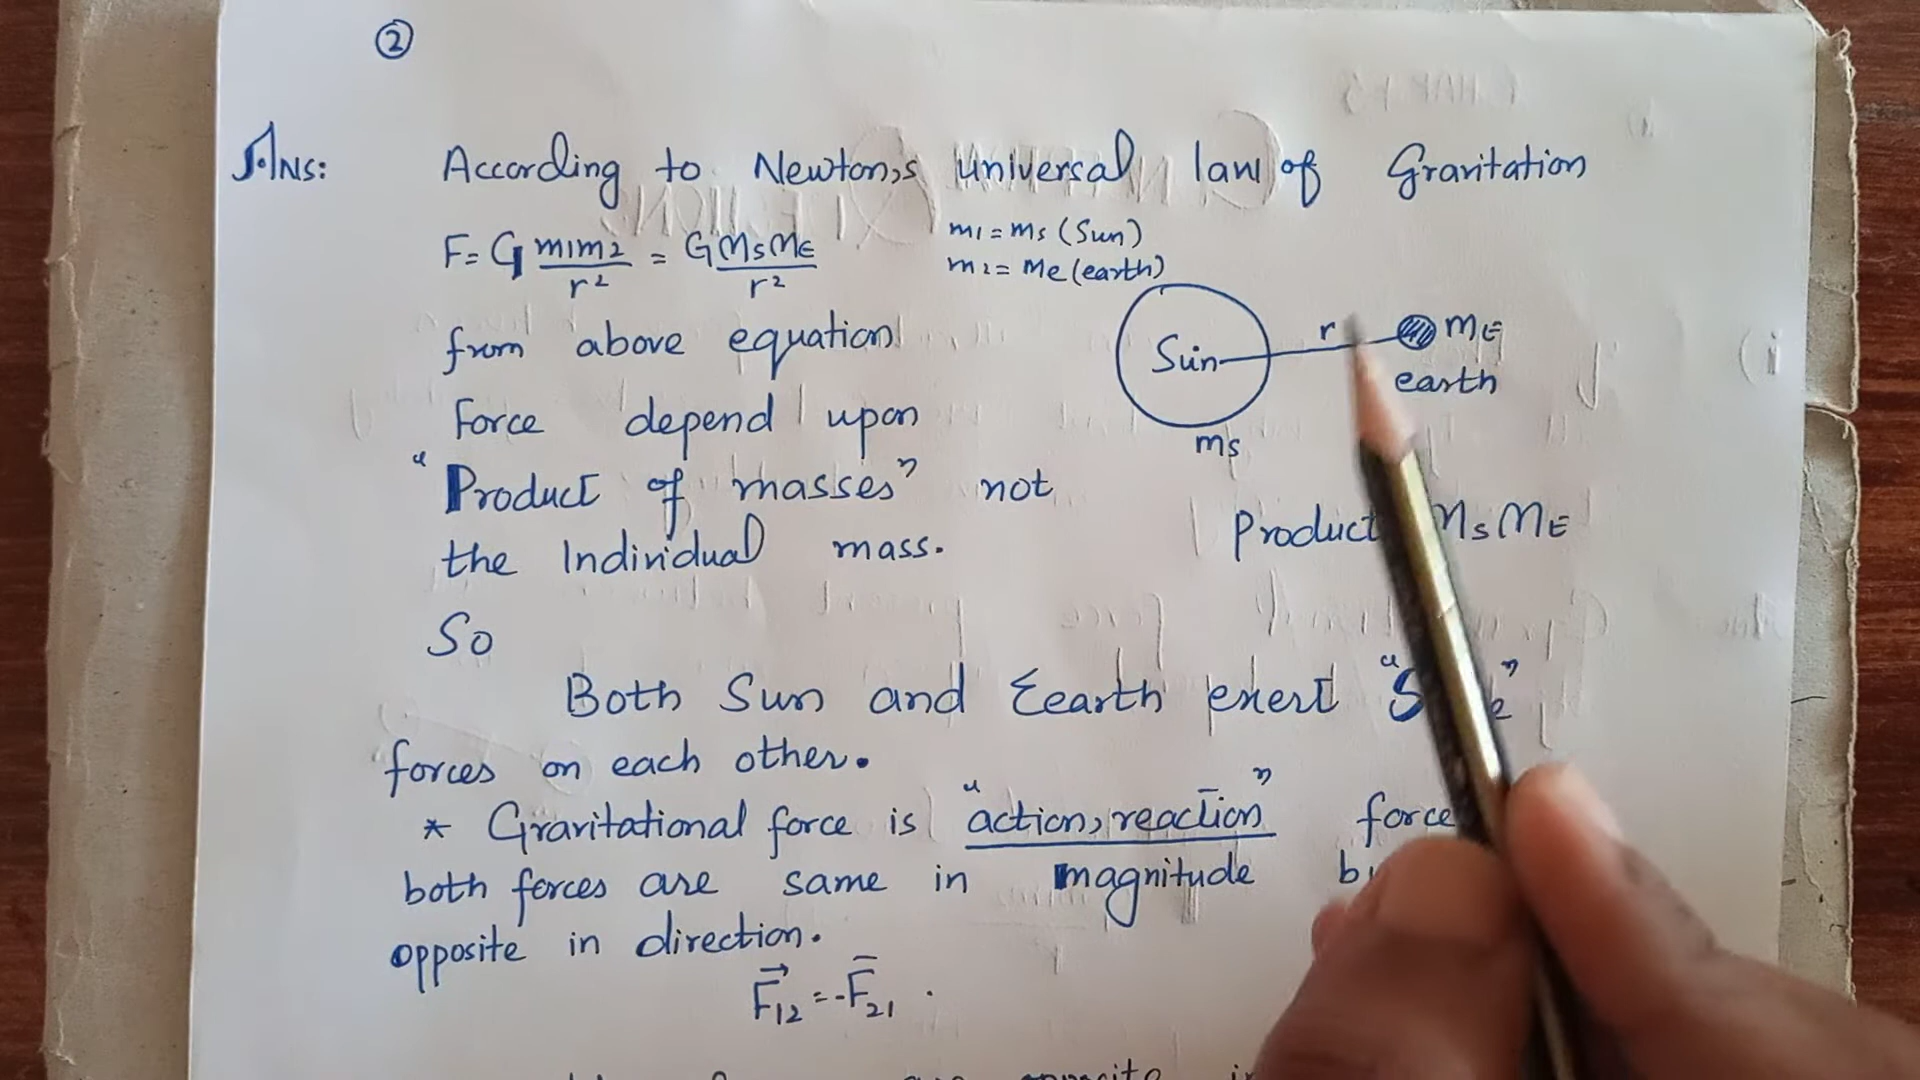 ②
Ans: According to Newton,s universal law of Gravitation
F = G m1m2/r² = G MsME/r²
m1 = ms (Sun)
m2 = Me (earth)
from above equation
Sun r mE
earth
ms
Force depend upon
"Product of masses" not
the Individual mass.
Product MsME
So
Both Sun and Eearth exert
forces on each other.
* Gravitational force is "action, reaction" force
both forces are same in magnitude
opposite in direction.
F⃗12 = -F̄21 .